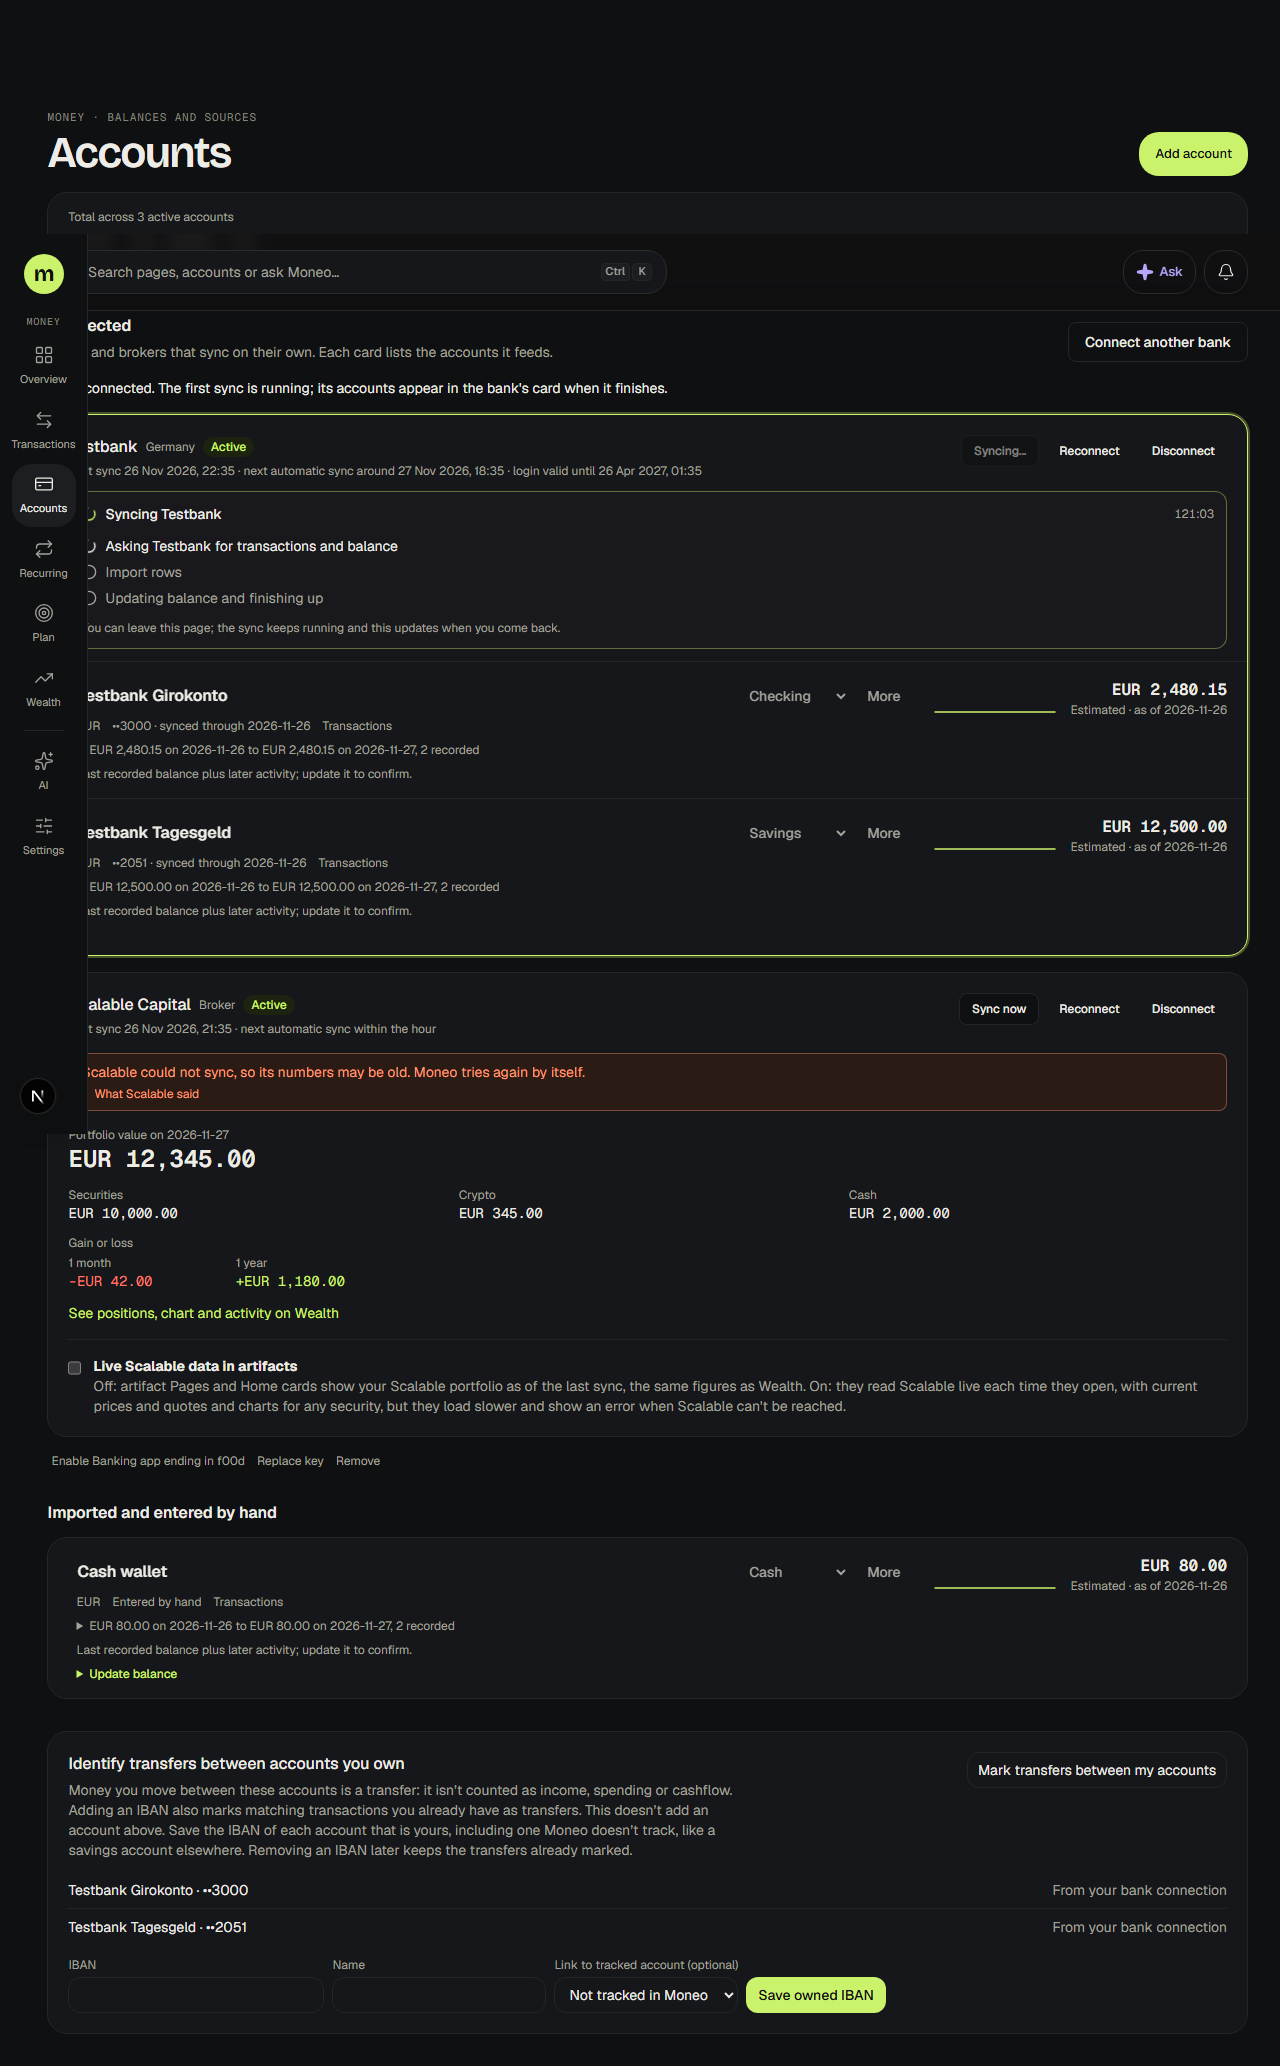 MONEY · BALANCES AND SOURCES
Accounts
Add account
Total across 3 active accounts
m
Search pages, accounts or ask Moneo...
Ctrl K
Ask
MONEY
Overview
Transactions
Accounts
Recurring
Plan
Wealth
AI
Settings
N
ected
and brokers that sync on their own. Each card lists the accounts it feeds.
Connect another bank
connected. The first sync is running; its accounts appear in the bank's card when it finishes.
stbank Germany Active
Syncing...
Reconnect
Disconnect
t sync 26 Nov 2026, 22:35 · next automatic sync around 27 Nov 2026, 18:35 · login valid until 26 Apr 2027, 01:35
Syncing Testbank
121:03
Asking Testbank for transactions and balance
Import rows
Updating balance and finishing up
ou can leave this page; the sync keeps running and this updates when you come back.
estbank Girokonto
Checking
More
EUR 2,480.15
Estimated · as of 2026-11-26
UR ··3000 · synced through 2026-11-26 Transactions
EUR 2,480.15 on 2026-11-26 to EUR 2,480.15 on 2026-11-27, 2 recorded
ast recorded balance plus later activity; update it to confirm.
estbank Tagesgeld
Savings
More
EUR 12,500.00
Estimated · as of 2026-11-26
UR ··2051 · synced through 2026-11-26 Transactions
EUR 12,500.00 on 2026-11-26 to EUR 12,500.00 on 2026-11-27, 2 recorded
ast recorded balance plus later activity; update it to confirm.
alable Capital Broker Active
Sync now
Reconnect
Disconnect
t sync 26 Nov 2026, 21:35 · next automatic sync within the hour
Scalable could not sync, so its numbers may be old. Moneo tries again by itself.
What Scalable said
Portfolio value on 2026-11-27
EUR 12,345.00
Securities
EUR 10,000.00
Crypto
EUR 345.00
Cash
EUR 2,000.00
Gain or loss
1 month
-EUR 42.00
1 year
+EUR 1,180.00
See positions, chart and activity on Wealth
Live Scalable data in artifacts
Off: artifact Pages and Home cards show your Scalable portfolio as of the last sync, the same figures as Wealth. On: they read Scalable live each time they open, with current
prices and quotes and charts for any security, but they load slower and show an error when Scalable can't be reached.
Enable Banking app ending in f00d Replace key Remove
Imported and entered by hand
Cash wallet
Cash
More
EUR 80.00
Estimated · as of 2026-11-26
EUR Entered by hand Transactions
EUR 80.00 on 2026-11-26 to EUR 80.00 on 2026-11-27, 2 recorded
Last recorded balance plus later activity; update it to confirm.
Update balance
Identify transfers between accounts you own
Mark transfers between my accounts
Money you move between these accounts is a transfer: it isn't counted as income, spending or cashflow.
Adding an IBAN also marks matching transactions you already have as transfers. This doesn't add an
account above. Save the IBAN of each account that is yours, including one Moneo doesn't track, like a
savings account elsewhere. Removing an IBAN later keeps the transfers already marked.
Testbank Girokonto · ··3000
From your bank connection
Testbank Tagesgeld · ··2051
From your bank connection
IBAN
Name
Link to tracked account (optional)
Not tracked in Moneo
Save owned IBAN